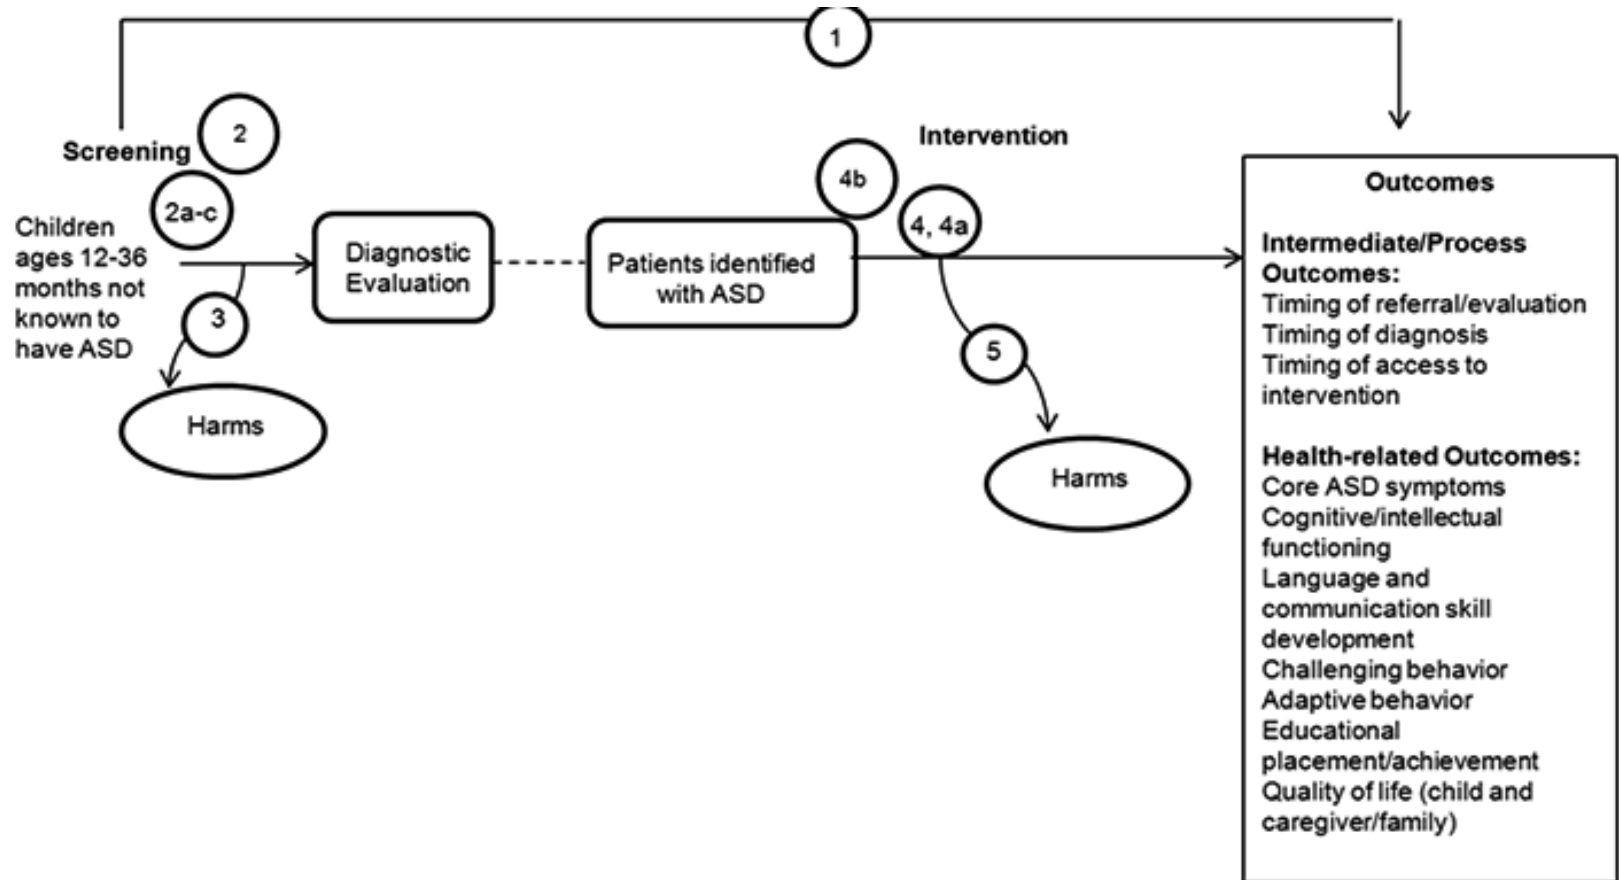 1
Screening
2
2a-c
Children
ages 12-36
months not
known to
have ASD
3
Harms
Diagnostic
Evaluation
Patients identified
with ASD
4b
Intervention
4, 4a
5
Harms
Outcomes
Intermediate/Process
Outcomes:
Timing of referral/evaluation
Timing of diagnosis
Timing of access to
intervention
Health-related Outcomes:
Core ASD symptoms
Cognitive/intellectual
functioning
Language and
communication skill
development
Challenging behavior
Adaptive behavior
Educational
placement/achievement
Quality of life (child and
caregiver/family)